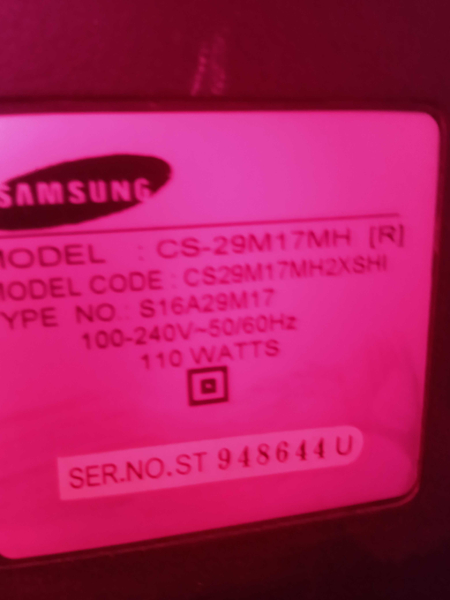 SAMSUNG
MODEL : CS-29M17MH [R]
MODEL CODE : CS29M17MH2XSHI
TYPE NO. : S16A29M17
100-240V~50/60Hz
110 WATTS
SER.NO.ST 948644 U